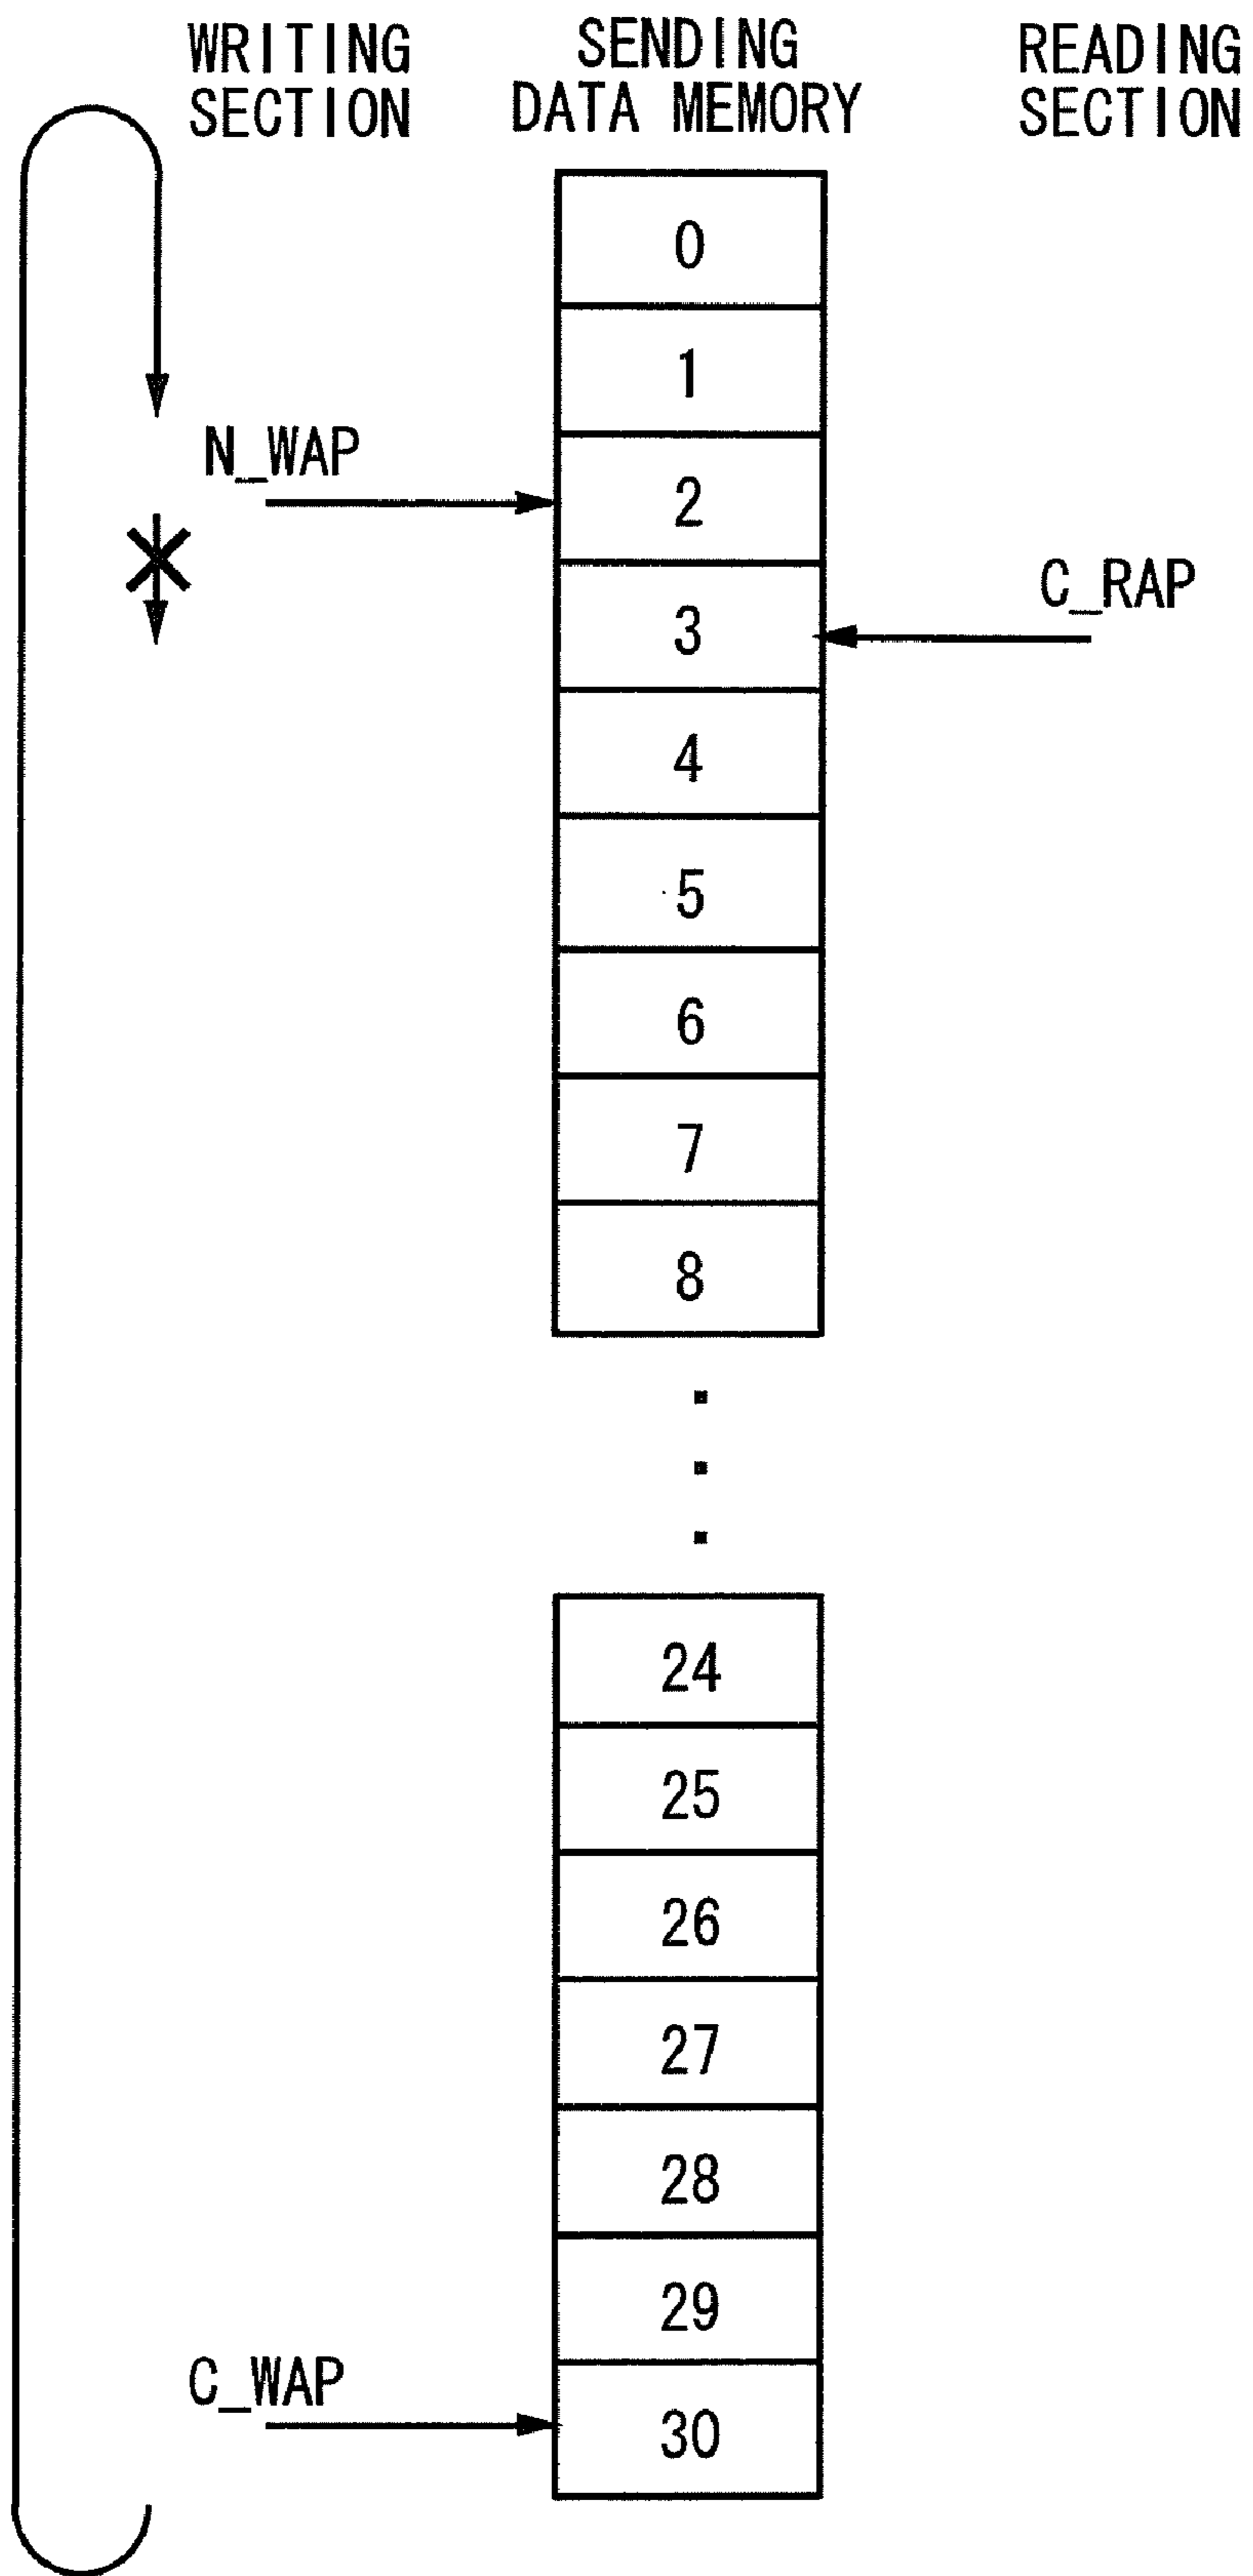 WRITING
SECTION
SENDING
DATA MEMORY
READING
SECTION
0
1
N_WAP
2
C_RAP
3
4
5
6
7
8
24
25
26
27
28
29
C_WAP
30